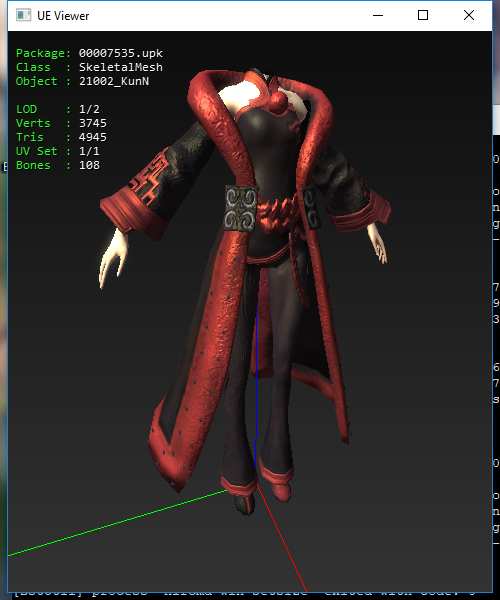 UE Viewer
Package: 00007535.upk
Class : SkeletalMesh
Object : 21002_KunN
LOD : 1/2
Verts : 3745
Tris : 4945
UV Set : 1/1
Bones : 108